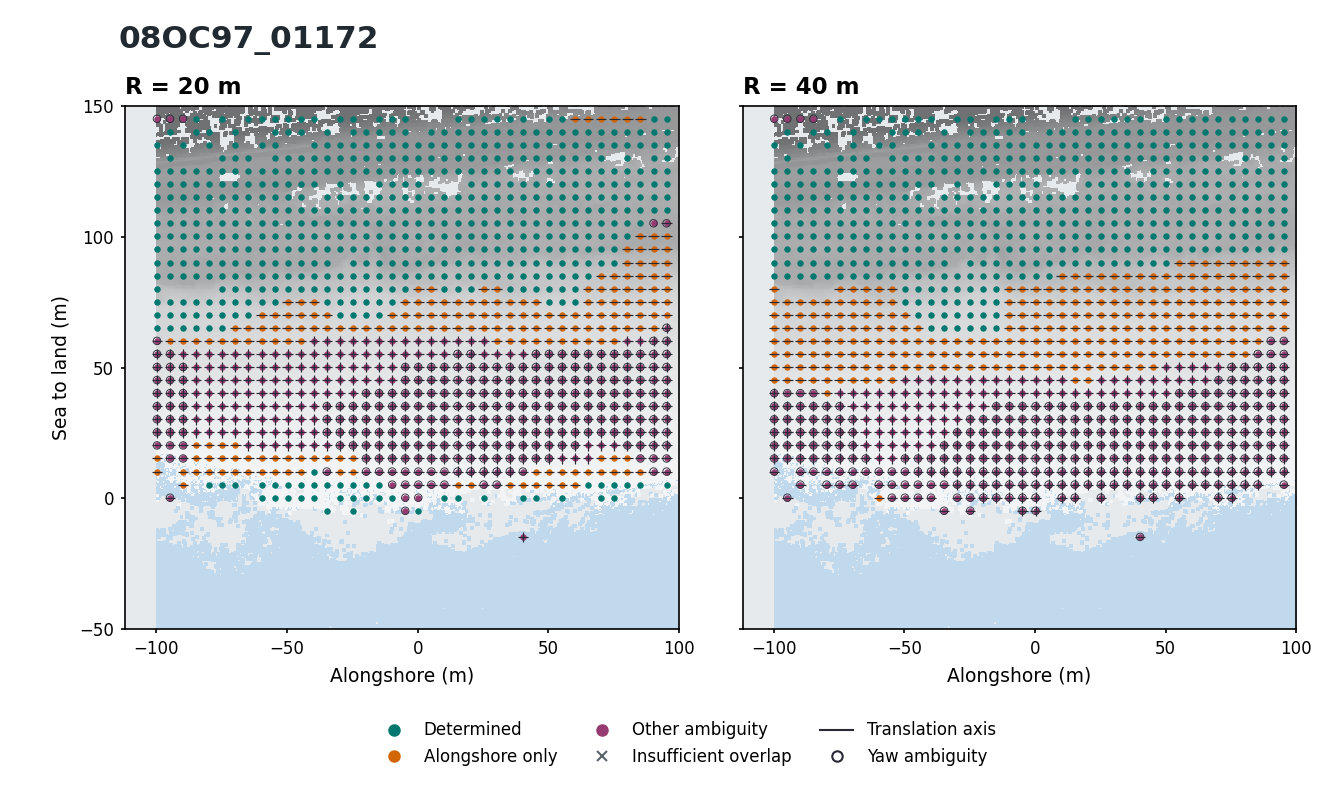 08OC97_01172
R = 20 m
R = 40 m
150
100
50
0
−50
Sea to land (m)
−100
−50
0
50
100
−100
−50
0
50
100
Alongshore (m)
Alongshore (m)
Determined
Other ambiguity
Translation axis
Alongshore only
Insufficient overlap
Yaw ambiguity